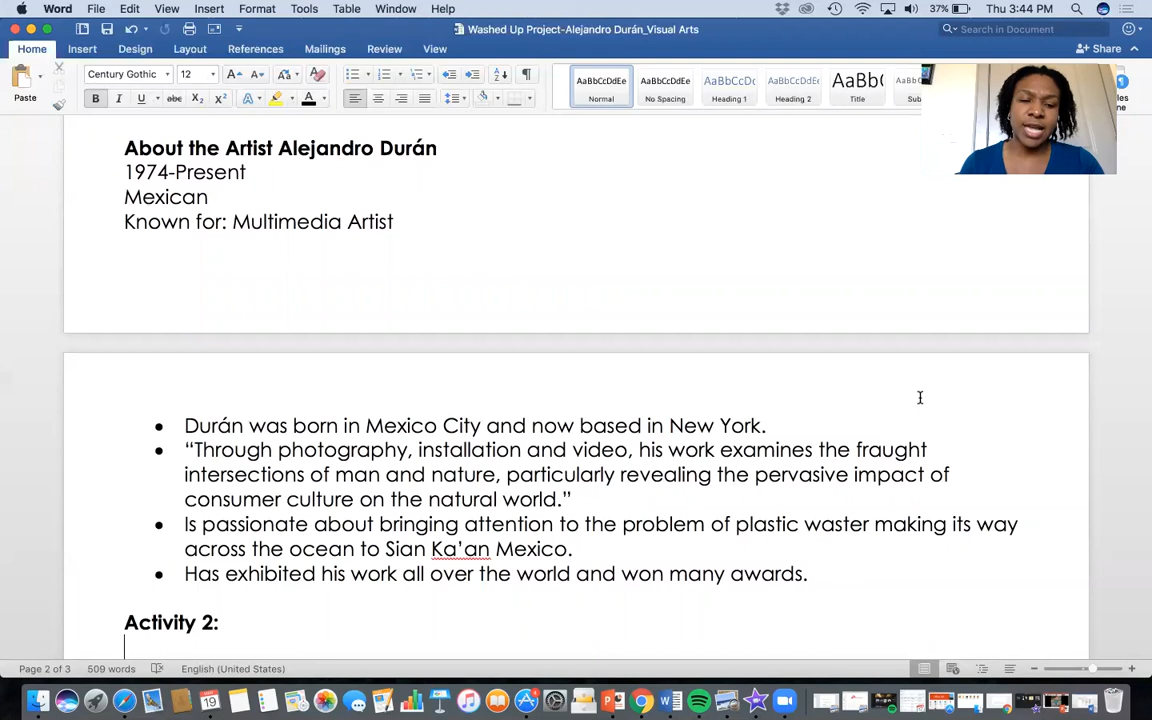 Word File Edit View Insert Format Tools Table Window Help 37% Thu 3:44 PM
Washed Up Project-Alejandro Durán_Visual Arts Search in Document
Home Insert Design Layout References Mailings Review View Share
Paste Century Gothic 12
B I U abc X2 X2 A A
AaBbCcDdEe AaBbCcDdEe AaBbCcDc AaBbCcDdEe AaBb(
Normal No Spacing Heading 1 Heading 2 Title
About the Artist Alejandro Durán
1974-Present
Mexican
Known for: Multimedia Artist
• Durán was born in Mexico City and now based in New York.
• “Through photography, installation and video, his work examines the fraught
intersections of man and nature, particularly revealing the pervasive impact of
consumer culture on the natural world.”
• Is passionate about bringing attention to the problem of plastic waster making its way
across the ocean to Sian Ka’an Mexico.
• Has exhibited his work all over the world and won many awards.
Activity 2:
Page 2 of 3 509 words English (United States)
19